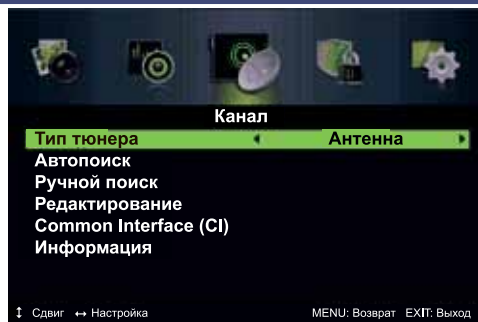 Канал
Тип тюнера Антенна
Автопоиск
Ручной поиск
Редактирование
Common Interface (CI)
Информация
Сдвиг Настройка MENU: Возврат EXIT: Выход